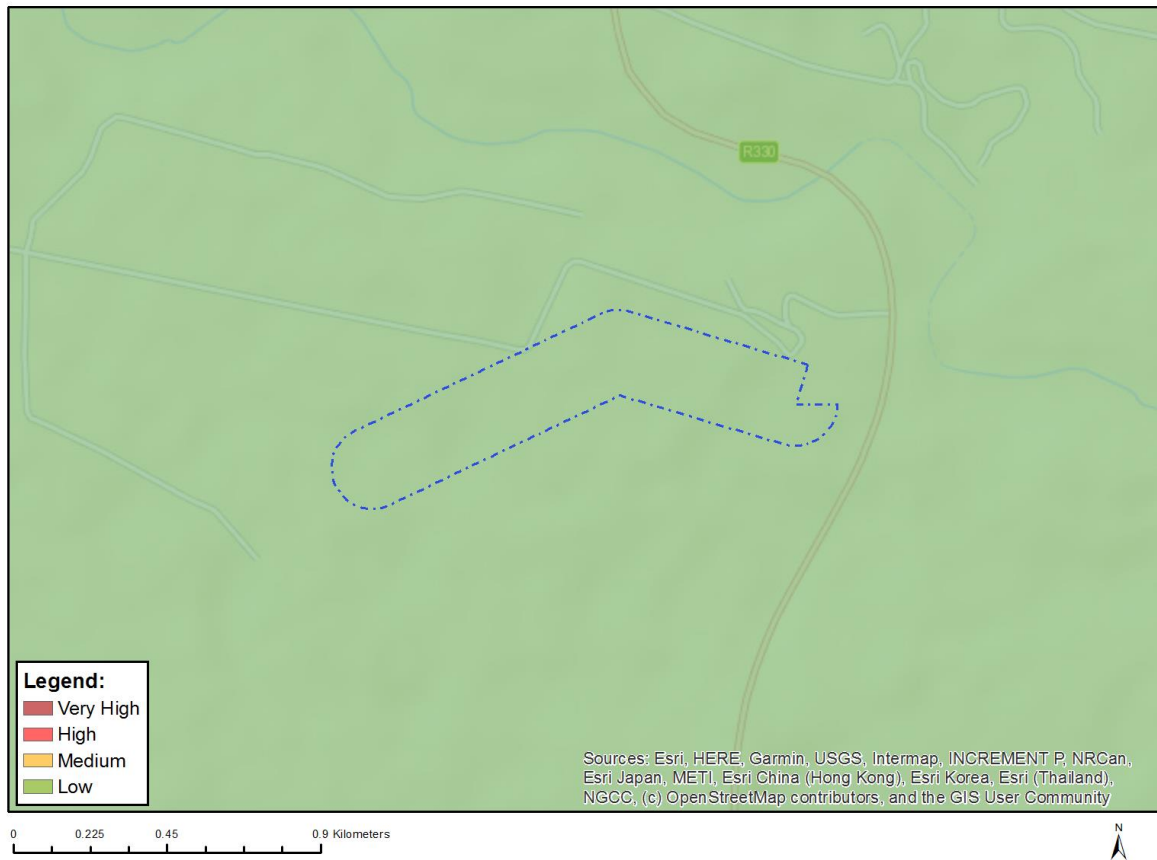 R330
Legend:
Very High
High
Medium
Low
Sources: Esri, HERE, Garmin, USGS, Intermap, INCREMENT P, NRCan,
Esri Japan, METI, Esri China (Hong Kong), Esri Korea, Esri (Thailand),
NGCC, (c) OpenStreetMap contributors, and the GIS User Community
0 0.225 0.45 0.9 Kilometers
N